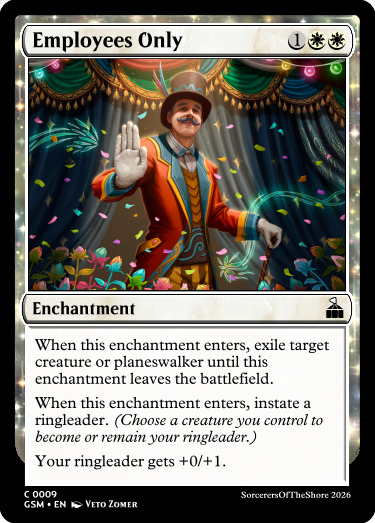 Employees Only 1
Enchantment
When this enchantment enters, exile target
creature or planeswalker until this
enchantment leaves the battlefield.
When this enchantment enters, instate a
ringleader. (Choose a creature you control to
become or remain your ringleader.)
Your ringleader gets +0/+1.
C 0009
GSM • EN Veto Zomer
SorcerersOfTheShore 2026